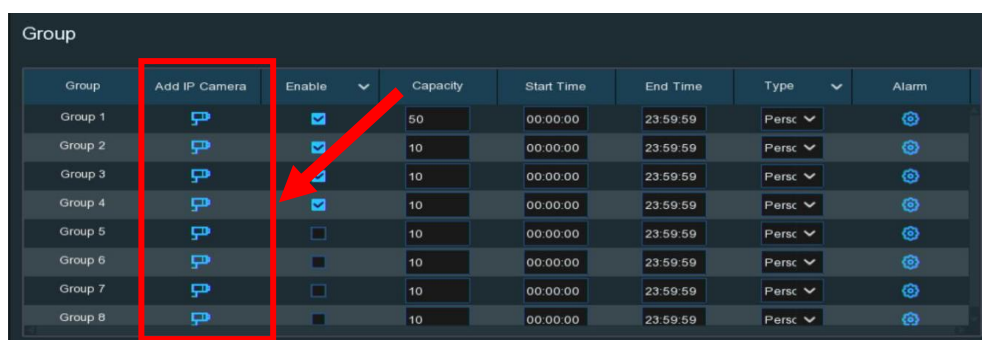 Group
Group Add IP Camera Enable Capacity Start Time End Time Type Alarm
Group 1 50 00:00:00 23:59:59 Persc
Group 2 10 00:00:00 23:59:59 Persc
Group 3 10 00:00:00 23:59:59 Persc
Group 4 10 00:00:00 23:59:59 Persc
Group 5 10 00:00:00 23:59:59 Persc
Group 6 10 00:00:00 23:59:59 Persc
Group 7 10 00:00:00 23:59:59 Persc
Group 8 10 00:00:00 23:59:59 Persc